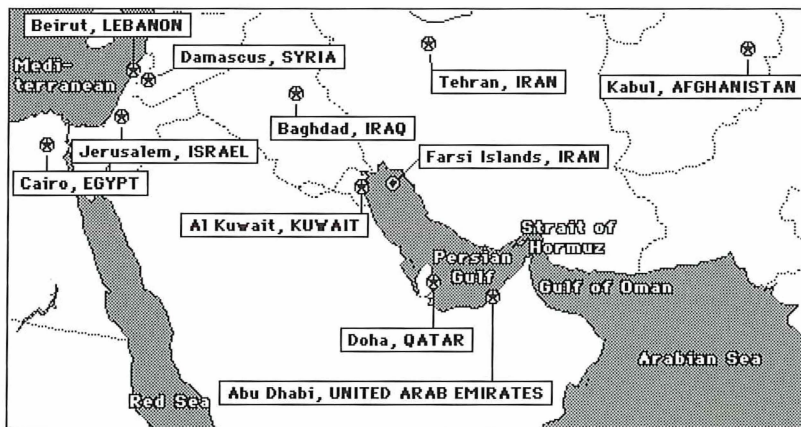 Beirut, LEBANON
Medi-
terranean
Damascus, SYRIA
Tehran, IRAN
Kabul, AFGHANISTAN
Baghdad, IRAQ
Jerusalem, ISRAEL
Farsi Islands, IRAN
Cairo, EGYPT
Al Kuwait, KUWAIT
Strait of
Hormuz
Persian
Gulf
Gulf of Oman
Doha, QATAR
Arabian Sea
Abu Dhabi, UNITED ARAB EMIRATES
Red Sea